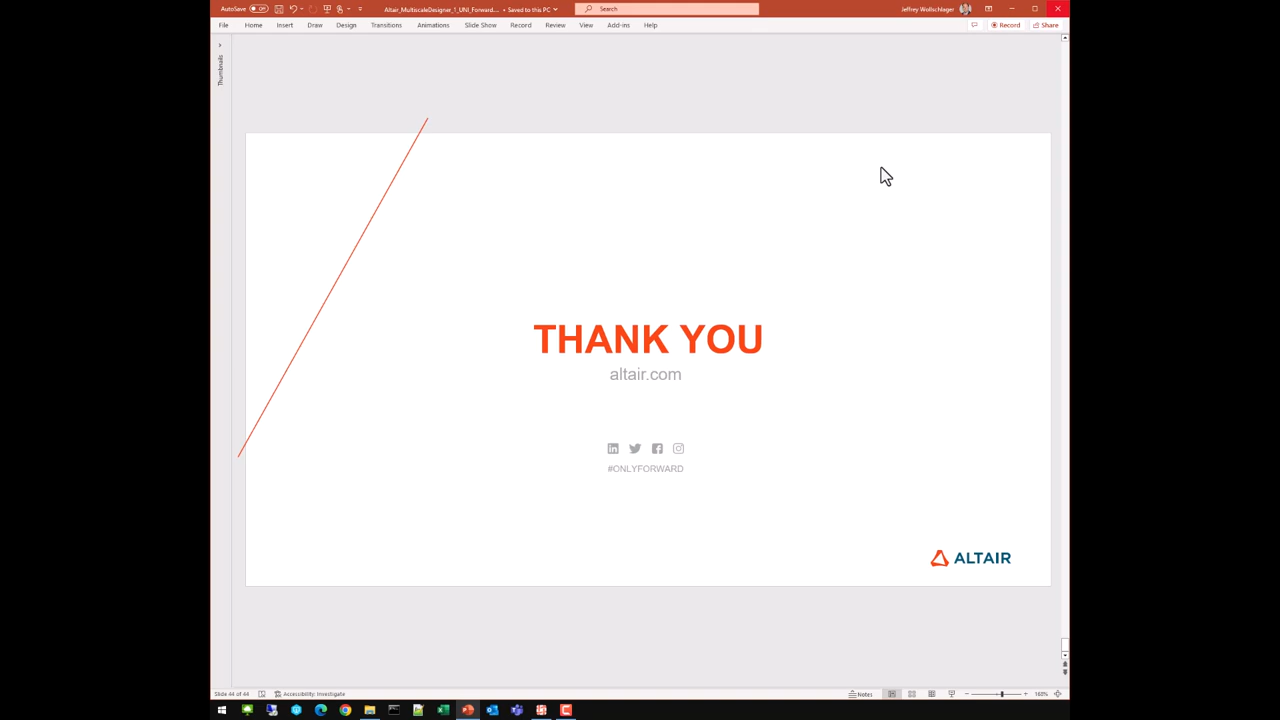 AutoSave Off
Altair_MultiscaleDesigner_1_UNI_Forward... • Saved to this PC
Search
Jeffrey Wollschlager
File Home Insert Draw Design Transitions Animations Slide Show Record Review View Add-ins Help
Record Share
Thumbnails
THANK YOU
altair.com
#ONLYFORWARD
ALTAIR
Slide 44 of 44 Accessibility: Investigate
Notes
160%